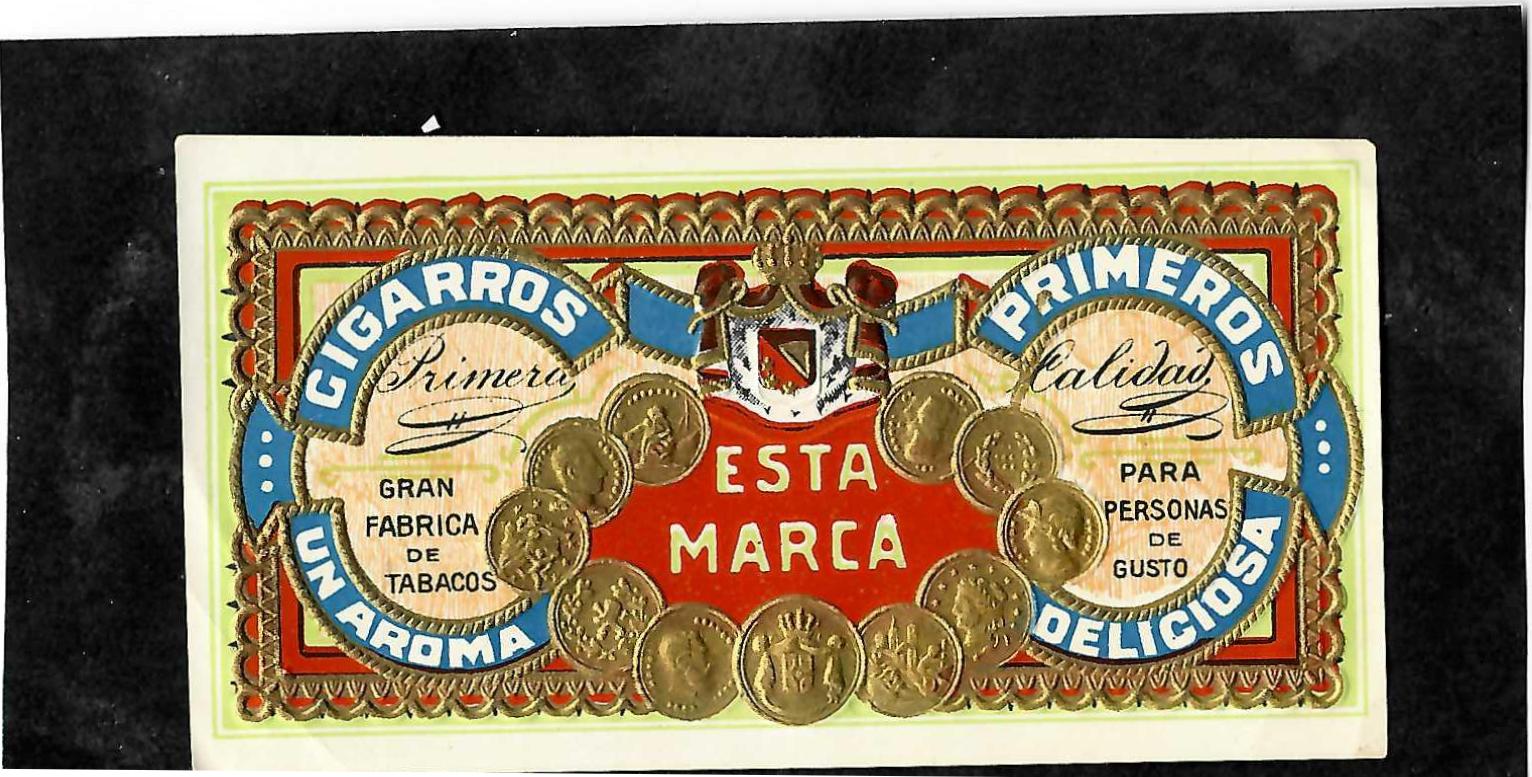 CIGARROS
Primera
GRAN
FABRICA
DE
TABACOS
UN AROMA
ESTA
MARCA
PRIMEROS
Calidad
PARA
PERSONAS
DE
GUSTO
DELICIOSA